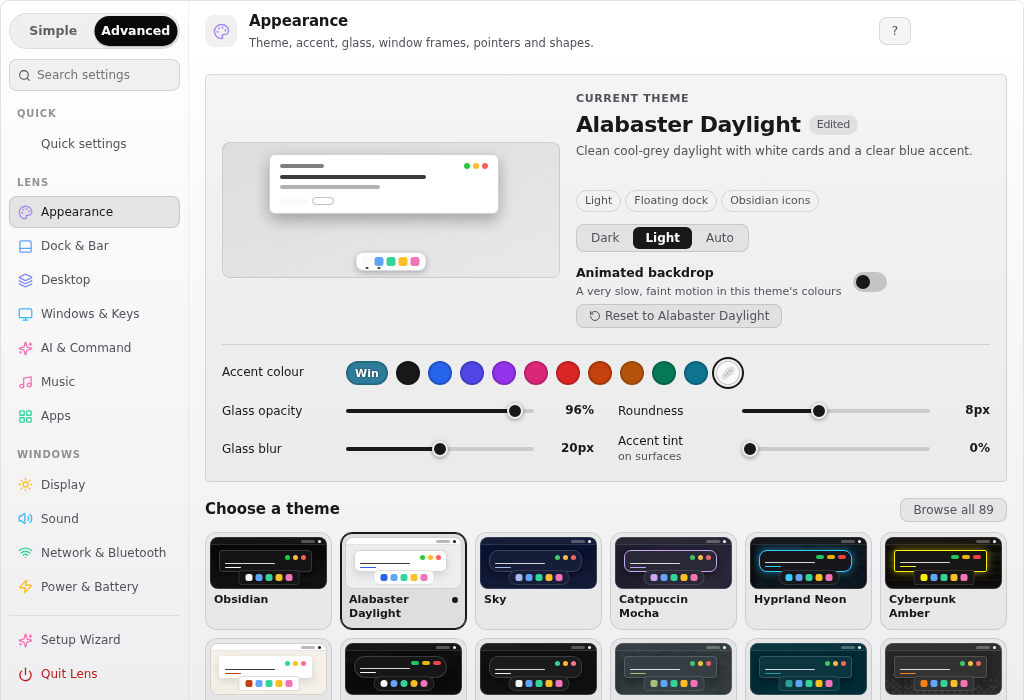 Simple
Advanced
Search settings
QUICK
Quick settings
LENS
Appearance
Dock & Bar
Desktop
Windows & Keys
AI & Command
Music
Apps
WINDOWS
Display
Sound
Network & Bluetooth
Power & Battery
Setup Wizard
Quit Lens
Appearance
Theme, accent, glass, window frames, pointers and shapes.
?
CURRENT THEME
Alabaster Daylight Edited
Clean cool-grey daylight with white cards and a clear blue accent.
Light Floating dock Obsidian icons
Dark Light Auto
Animated backdrop
A very slow, faint motion in this theme's colours
Reset to Alabaster Daylight
Accent colour Win
Glass opacity 96% Roundness 8px
Glass blur 20px Accent tint 0%
on surfaces
Choose a theme Browse all 89
Obsidian
Alabaster
Daylight
Sky
Catppuccin
Mocha
Hyprland Neon
Cyberpunk
Amber